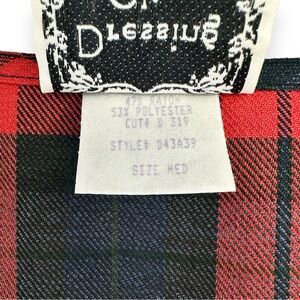 Dressing
53% POLYESTER
CUT# D 319
STYLE# D43A39
SIZE MED